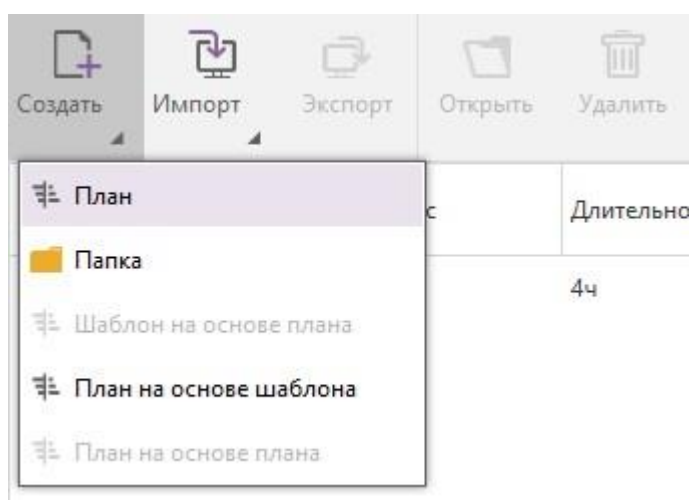 Создать Импорт Экспорт Открыть Удалить
План
с Длительно
Папка
4ч
Шаблон на основе плана
План на основе шаблона
План на основе плана